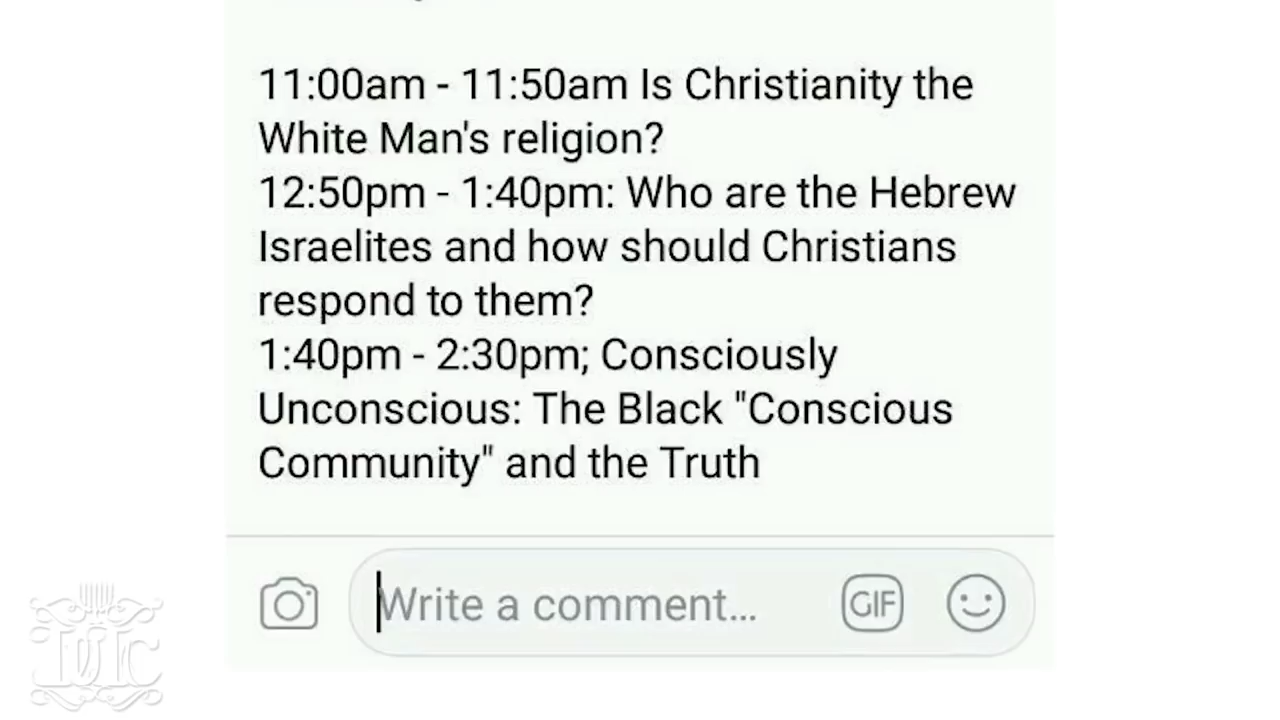 11:00am - 11:50am Is Christianity the
White Man's religion?
12:50pm - 1:40pm: Who are the Hebrew
Israelites and how should Christians
respond to them?
1:40pm - 2:30pm; Consciously
Unconscious: The Black "Conscious
Community" and the Truth
Write a comment...
GIF
IUIC